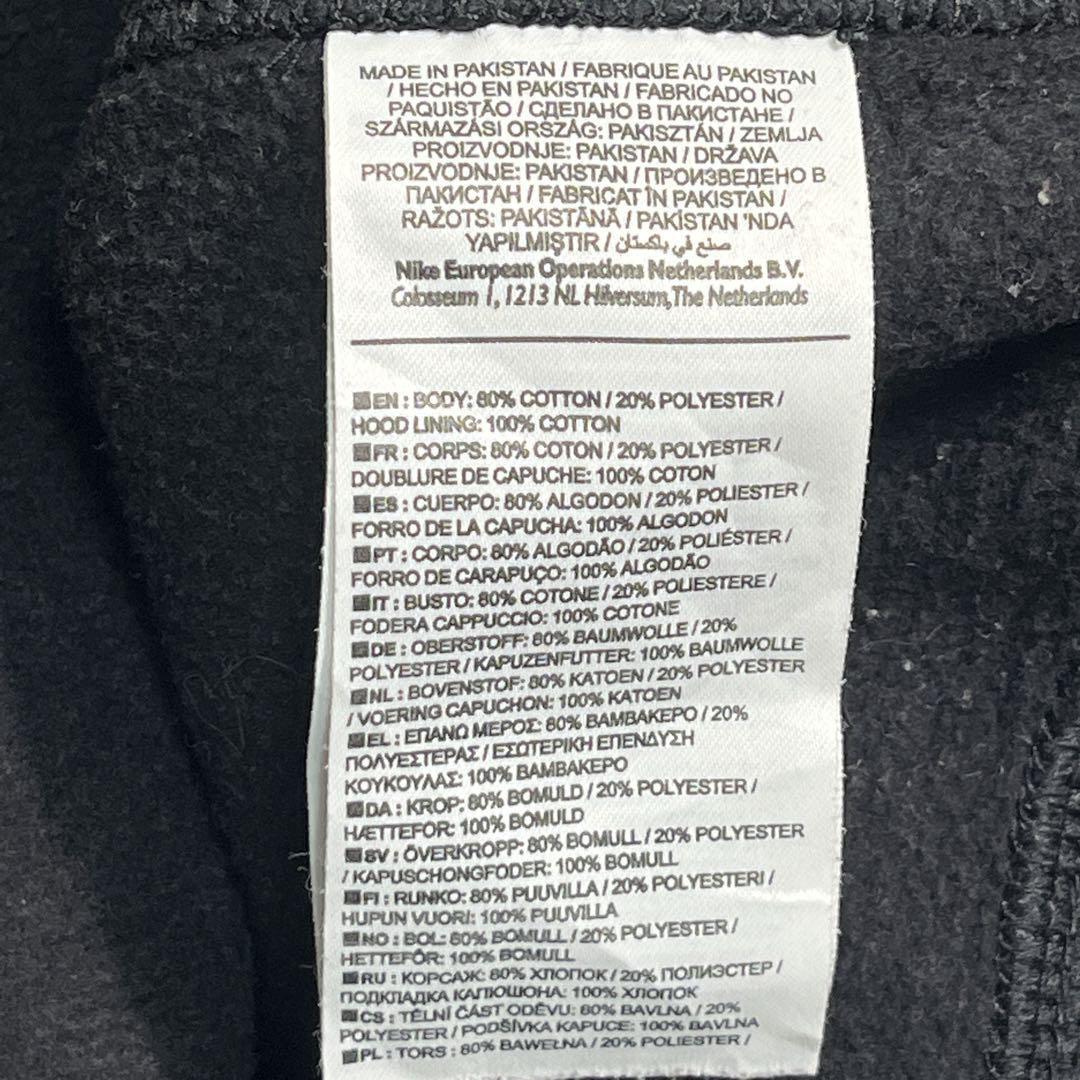 MADE IN PAKISTAN / FABRIQUE AU PAKISTAN
/ HECHO EN PAKISTAN / FABRICADO NO
PAQUISTÃO / СДЕЛАНО В ПАКИСТАНЕ /
SZÁRMAZÁSI ORSZÁG: PAKISZTÁN / ZEMLJA
PROIZVODNJE: PAKISTAN / DRŽAVA
PROIZVODNJE: PAKISTAN / ПРОИЗВЕДЕНО В
ПАКИСТАН / FABRICAT ÎN PAKISTAN /
RAŽOTS: PAKISTĀNĀ / PAKİSTAN 'NDA
YAPILMIŞTIR / صنع في باكستان
Nike European Operations Netherlands B.V.
Colosseum 1, 1213 NL Hilversum, The Netherlands
EN : BODY: 80% COTTON / 20% POLYESTER /
HOOD LINING: 100% COTTON
FR : CORPS: 80% COTON / 20% POLYESTER /
DOUBLURE DE CAPUCHE: 100% COTON
ES : CUERPO: 80% ALGODON / 20% POLIESTER /
FORRO DE LA CAPUCHA: 100% ALGODON
PT : CORPO: 80% ALGODÃO / 20% POLIÉSTER /
FORRO DE CARAPUÇO: 100% ALGODÃO
IT : BUSTO: 80% COTONE / 20% POLIESTERE /
FODERA CAPPUCCIO: 100% COTONE
DE : OBERSTOFF: 80% BAUMWOLLE / 20%
POLYESTER / KAPUZENFUTTER: 100% BAUMWOLLE
NL : BOVENSTOF: 80% KATOEN / 20% POLYESTER
/ VOERING CAPUCHON: 100% KATOEN
EL : ΕΠΑΝΩ ΜΕΡΟΣ: 80% ΒΑΜΒΑΚΕΡΟ / 20%
ΠΟΛΥΕΣΤΕΡΑΣ / ΕΣΩΤΕΡΙΚΗ ΕΠΕΝΔΥΣΗ
ΚΟΥΚΟΥΛΑΣ: 100% ΒΑΜΒΑΚΕΡΟ
DA : KROP: 80% BOMULD / 20% POLYESTER /
HÆTTEFOR: 100% BOMULD
SV : ÖVERKROPP: 80% BOMULL / 20% POLYESTER
/ KAPUSCHONGFODER: 100% BOMULL
FI : RUNKO: 80% PUUVILLA / 20% POLYESTERI /
HUPUN VUORI: 100% PUUVILLA
NO : BOL: 80% BOMULL / 20% POLYESTER /
HETTEFÔR: 100% BOMULL
RU : КОРСАЖ: 80% ХЛОПОК / 20% ПОЛИЭСТЕР /
ПОДКЛАДКА КАПЮШОНА: 100% ХЛОПОК
CS : TĚLNÍ ČÁST ODĚVU: 80% BAVLNA / 20%
POLYESTER / PODŠÍVKA KAPUCE: 100% BAVLNA
PL : TORS : 80% BAWEŁNA / 20% POLIESTER /